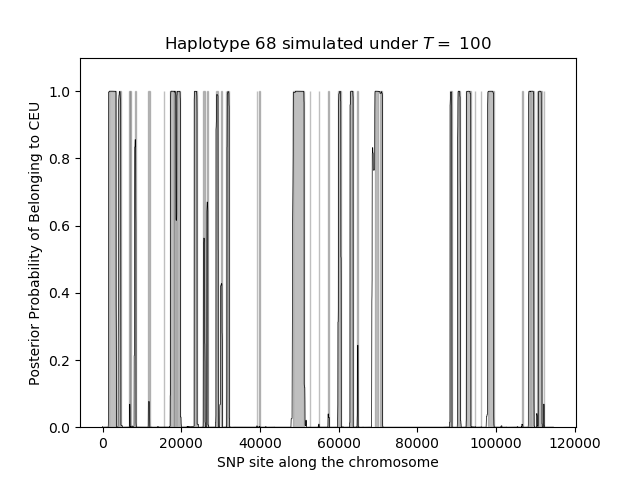 Haplotype 68 simulated under T = 100
Posterior Probability of Belonging to CEU
1.0
0.8
0.6
0.4
0.2
0.0
0 20000 40000 60000 80000 100000 120000
SNP site along the chromosome